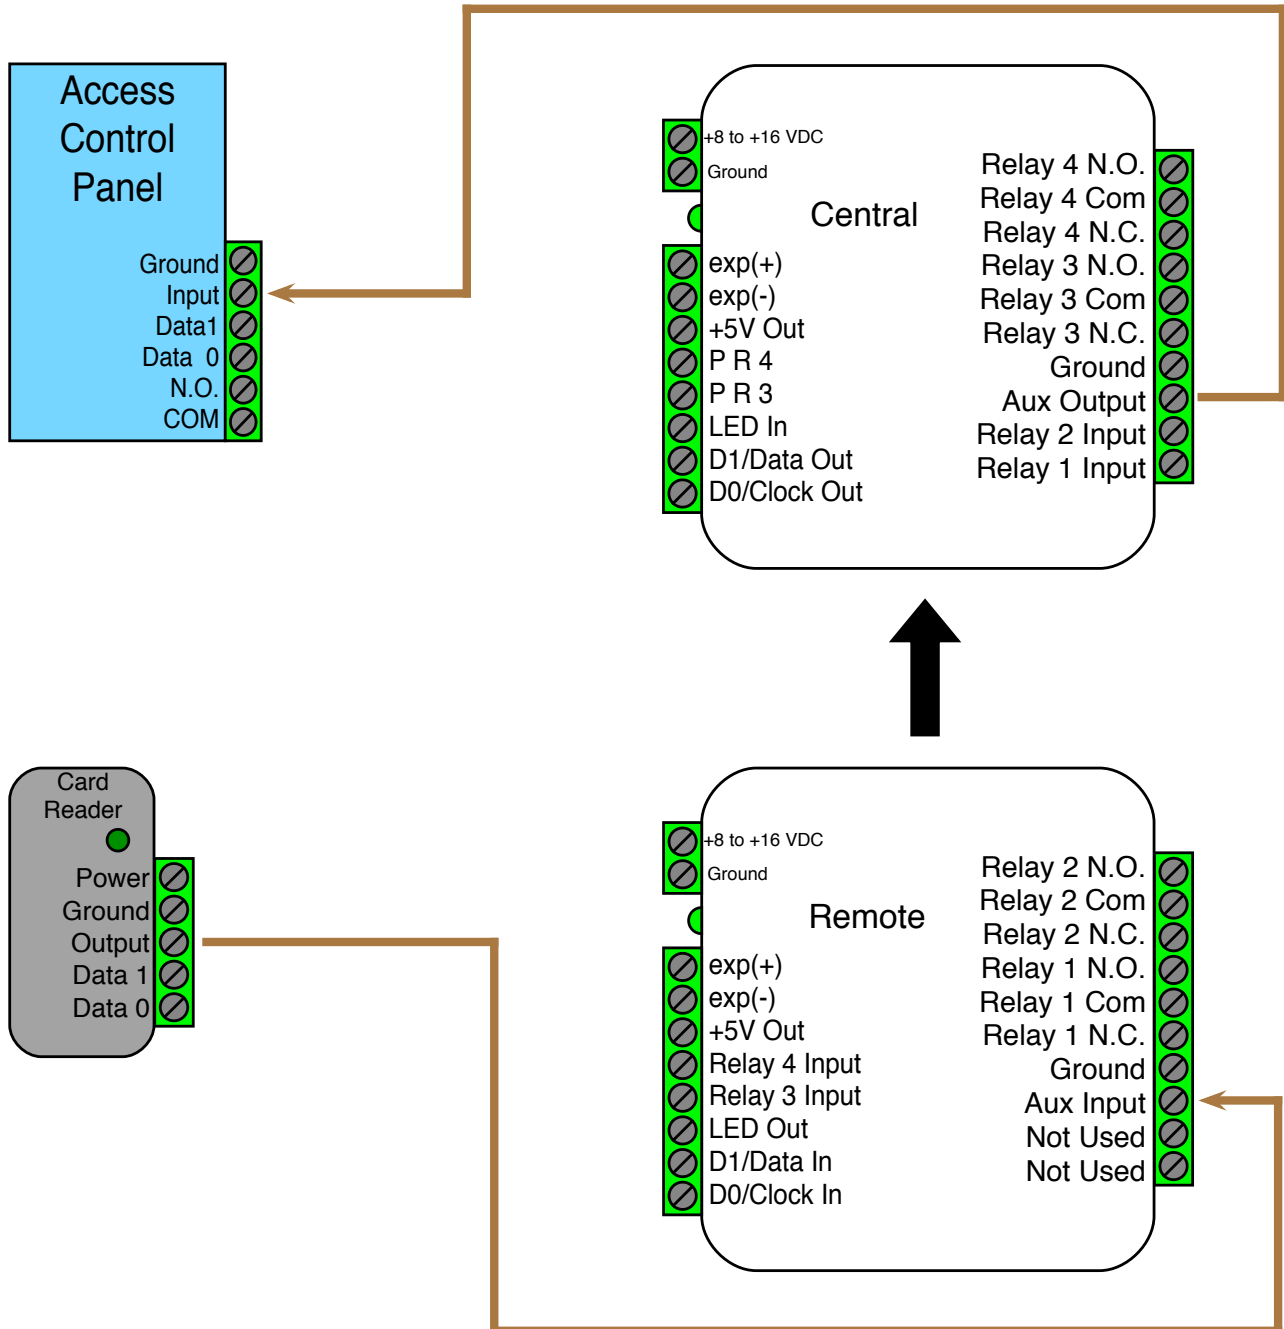 Access
Control
Panel
Ground
Input
Data1
Data 0
N.O.
COM
+8 to +16 VDC
Ground
Central
exp(+)
exp(-)
+5V Out
P R 4
P R 3
LED In
D1/Data Out
D0/Clock Out
Relay 4 N.O.
Relay 4 Com
Relay 4 N.C.
Relay 3 N.O.
Relay 3 Com
Relay 3 N.C.
Ground
Aux Output
Relay 2 Input
Relay 1 Input
Card
Reader
Power
Ground
Output
Data 1
Data 0
+8 to +16 VDC
Ground
Remote
exp(+)
exp(-)
+5V Out
Relay 4 Input
Relay 3 Input
LED Out
D1/Data In
D0/Clock In
Relay 2 N.O.
Relay 2 Com
Relay 2 N.C.
Relay 1 N.O.
Relay 1 Com
Relay 1 N.C.
Ground
Aux Input
Not Used
Not Used